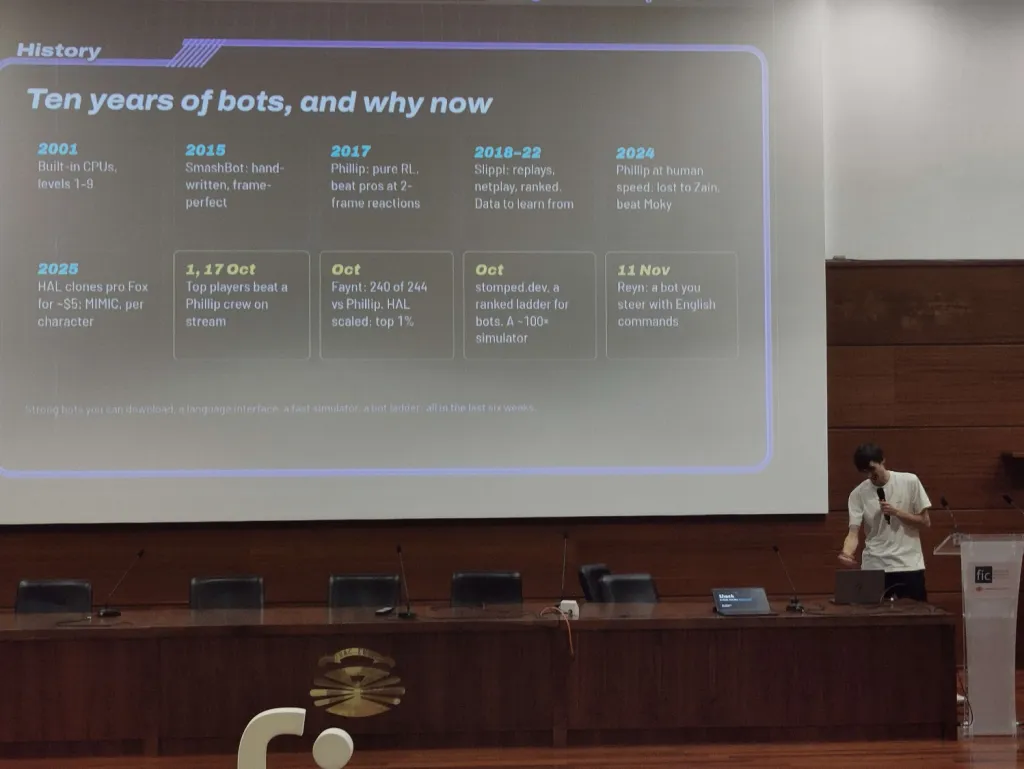 History
Ten years of bots, and why now
2001
Built-in CPUs,
levels 1-9
2015
SmashBot: hand-
written, frame-
perfect
2017
Phillip: pure RL,
beat pros at 2-
frame reactions
2018–22
Slippi: replays,
netplay, ranked.
Data to learn from
2024
Phillip at human
speed: lost to Zain,
beat Moky
2025
HAL clones pro Fox
for ~$5; MIMIC, per
character
1, 17 Oct
Top players beat a
Phillip crew on
stream
Oct
Faynt: 240 of 244
vs Phillip. HAL
scaled: top 1%
Oct
stomped.dev, a
ranked ladder for
bots. A ~100×
simulator
11 Nov
Reyn: a bot you
steer with English
commands
Strong bots you can download, a language interface, a fast simulator, a bot ladder: all in the last six weeks.
fic